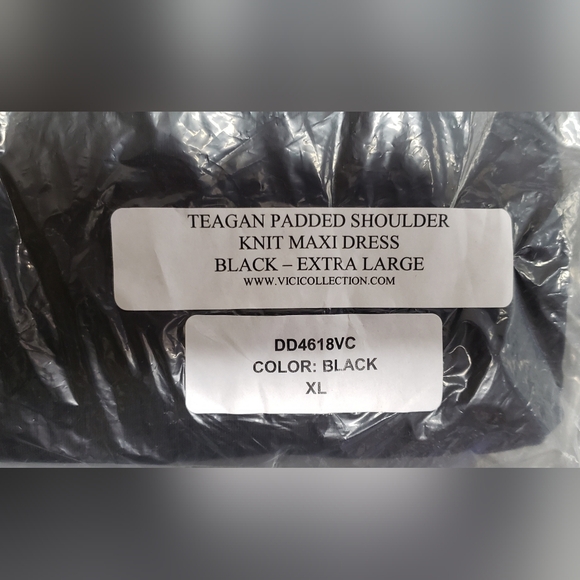 TEAGAN PADDED SHOULDER
KNIT MAXI DRESS
BLACK – EXTRA LARGE
WWW.VICICOLLECTION.COM
DD4618VC
COLOR: BLACK
XL